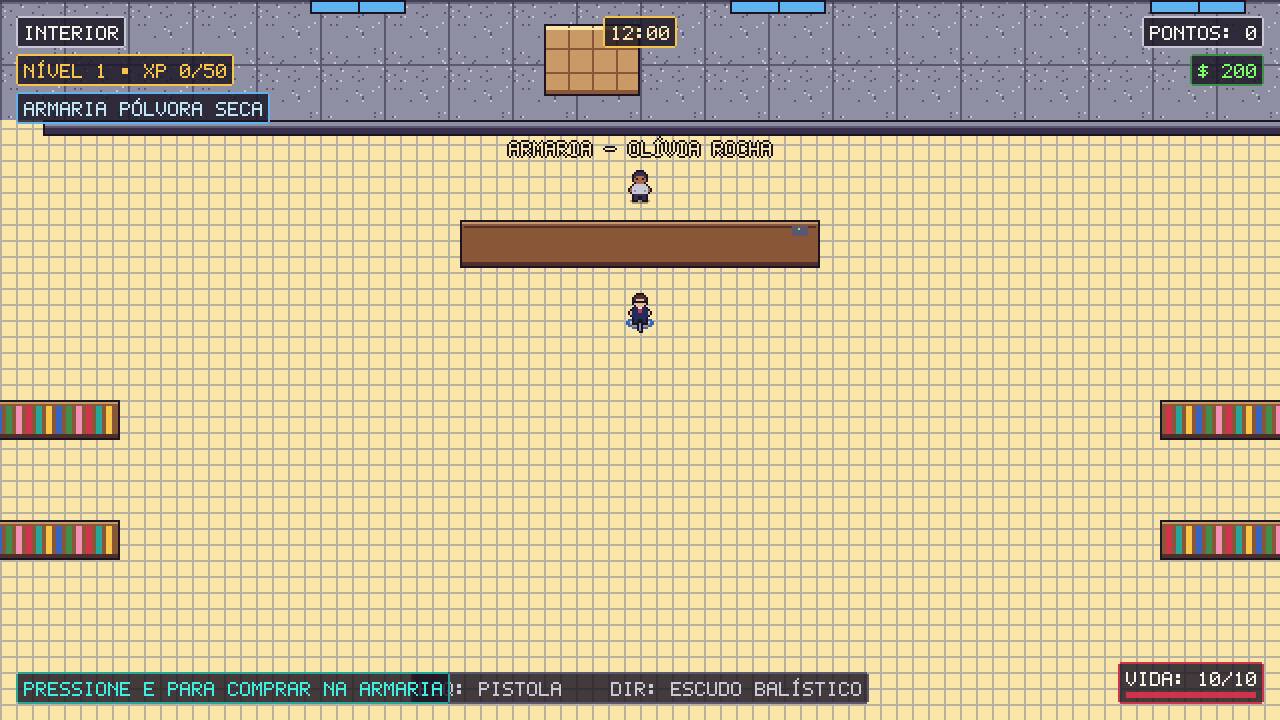 INTERIOR
12:00
PONTOS: 0
NÍVEL 1 ▪ XP 0/50
$ 200
ARMARIA PÓLVORA SECA
ARMARIA — OLÍVIA ROCHA
PRESSIONE E PARA COMPRAR NA ARMARIA
: PISTOLA DIR: ESCUDO BALÍSTICO
VIDA: 10/10